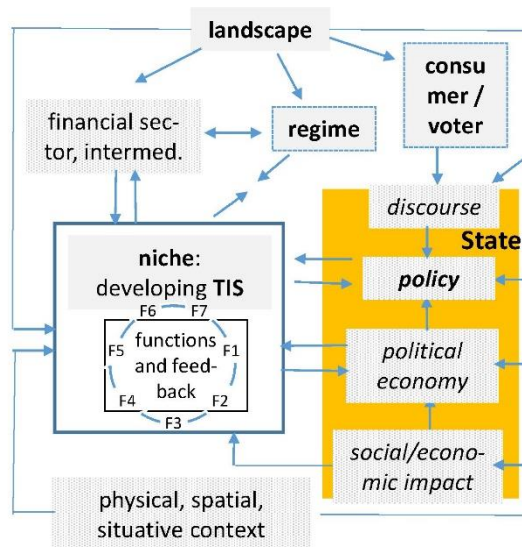 landscape
consu
mer /
voter
financial sec-
tor, intermed.
regime
discourse
State
niche:
developing TIS
policy
F6 F7
functions
and feed-
back
F5
F1
F4
F2
F3
political
economy
social/econo-
mic impact
physical, spatial,
situative context